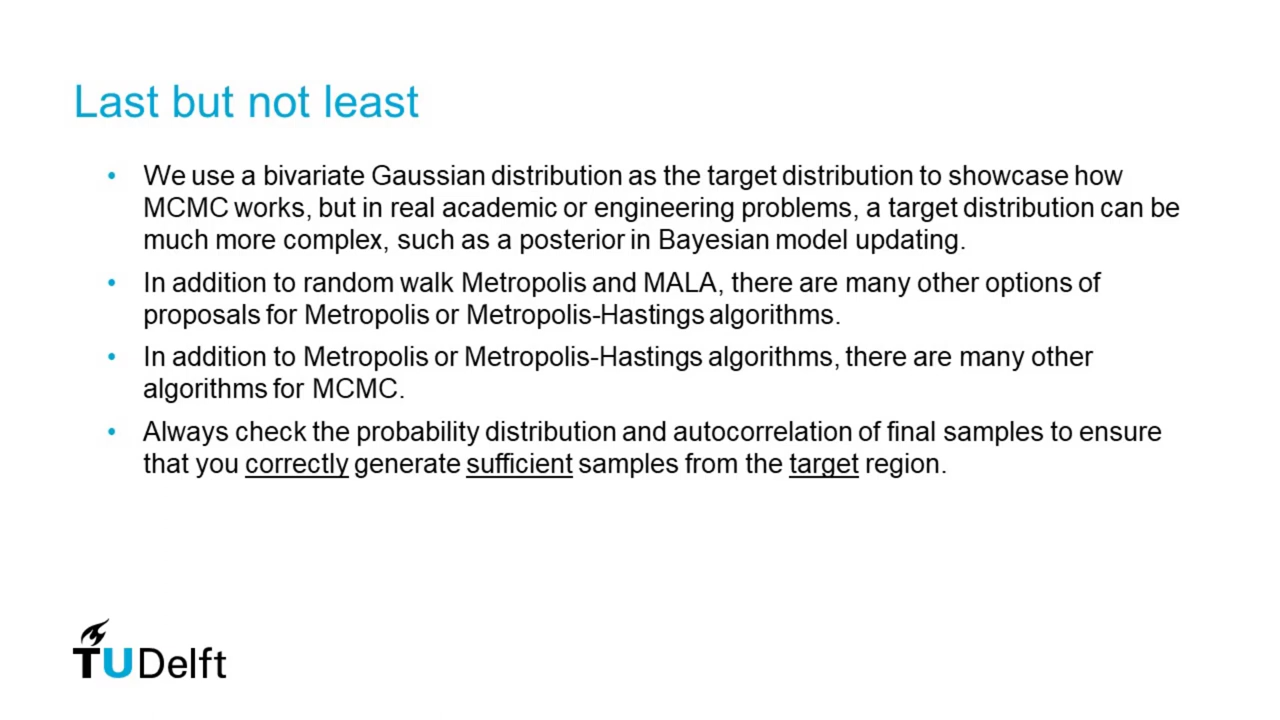 Last but not least
• We use a bivariate Gaussian distribution as the target distribution to showcase how
MCMC works, but in real academic or engineering problems, a target distribution can be
much more complex, such as a posterior in Bayesian model updating.
• In addition to random walk Metropolis and MALA, there are many other options of
proposals for Metropolis or Metropolis-Hastings algorithms.
• In addition to Metropolis or Metropolis-Hastings algorithms, there are many other
algorithms for MCMC.
• Always check the probability distribution and autocorrelation of final samples to ensure
that you correctly generate sufficient samples from the target region.
TU Delft